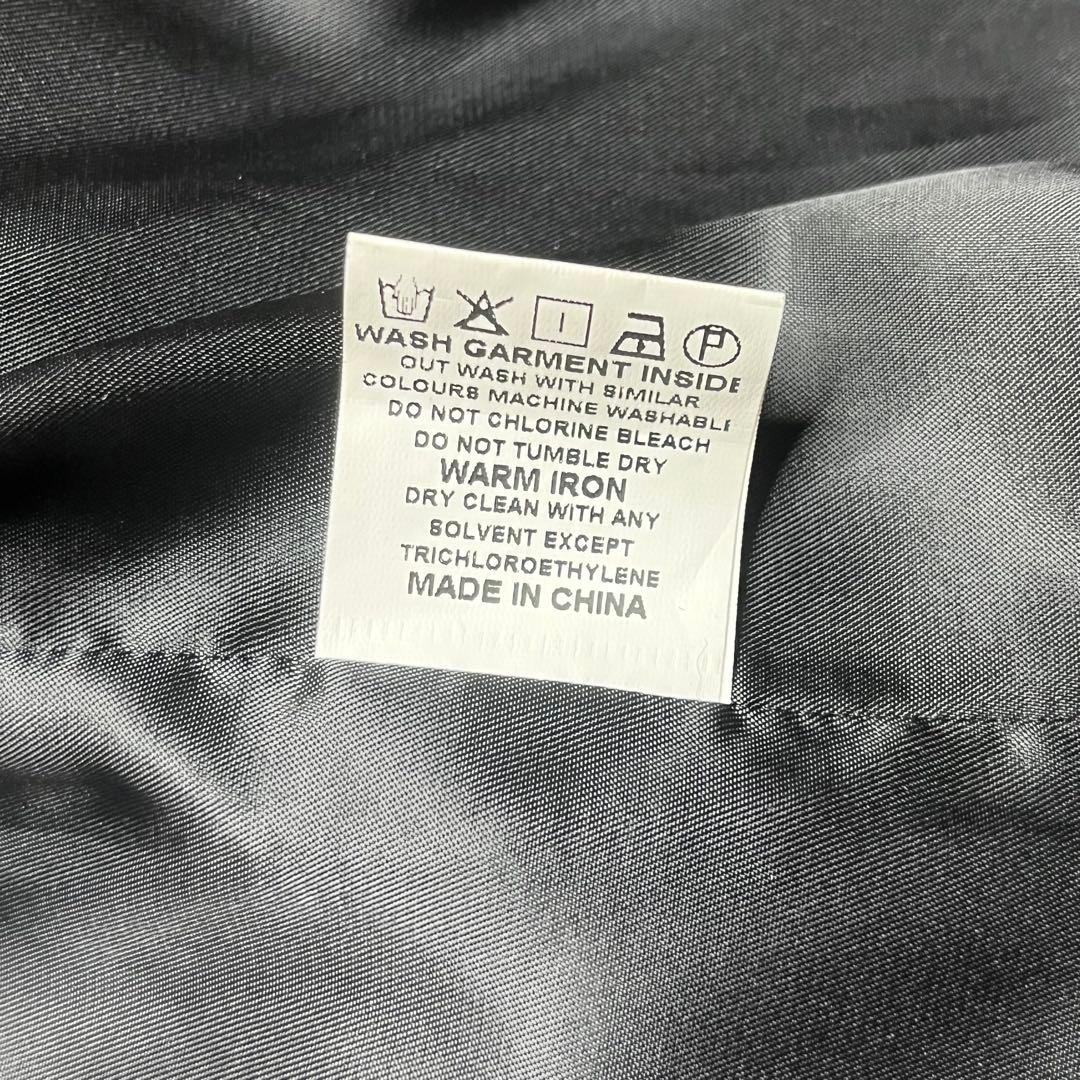 P
WASH GARMENT INSIDE
OUT WASH WITH SIMILAR
COLOURS MACHINE WASHABLE
DO NOT CHLORINE BLEACH
DO NOT TUMBLE DRY
WARM IRON
DRY CLEAN WITH ANY
SOLVENT EXCEPT
TRICHLOROETHYLENE
MADE IN CHINA